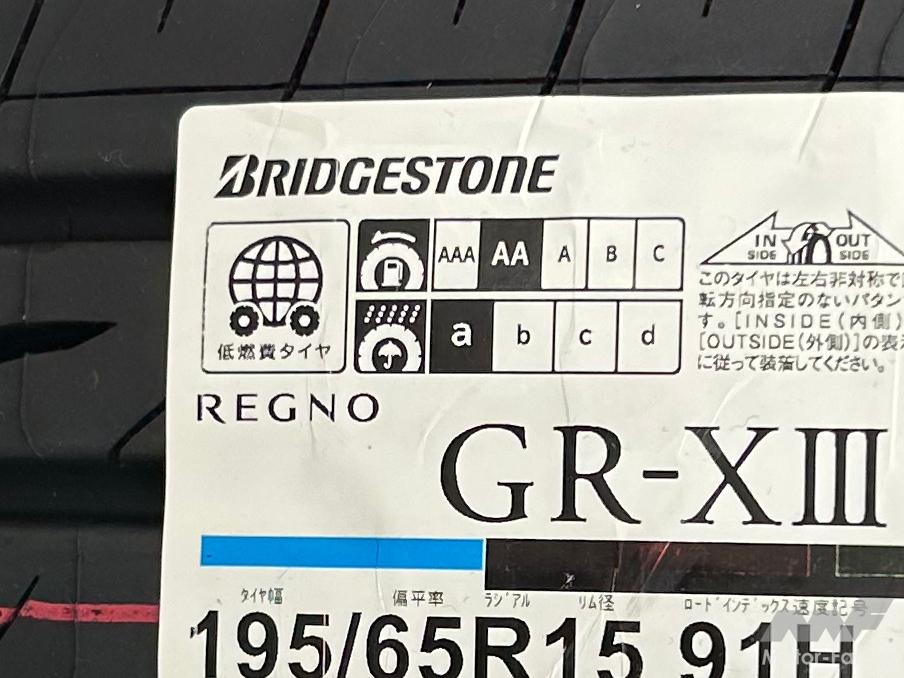 BRIDGESTONE
AAA AA A B C
a b c d
低燃費タイヤ
IN SIDE OUT SIDE
このタイヤは左右非対称で
転方向指定のないパタン
す。[INSIDE(内側)
[OUTSIDE(外側)]の表
に従って装着してください。
REGNO
GR-XIII
タイヤ幅 偏平率 ラジアル リム径 ロードインデックス 速度記号
195/65R15 91H